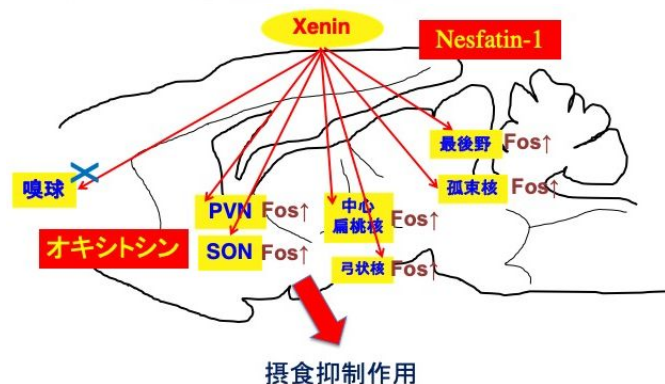 Xenin
Nesfatin-1
最後野 Fos↑
嗅球
孤束核 Fos↑
PVN Fos↑
中心
扁桃核 Fos↑
オキシトシン
SON Fos↑
弓状核 Fos↑
摂食抑制作用